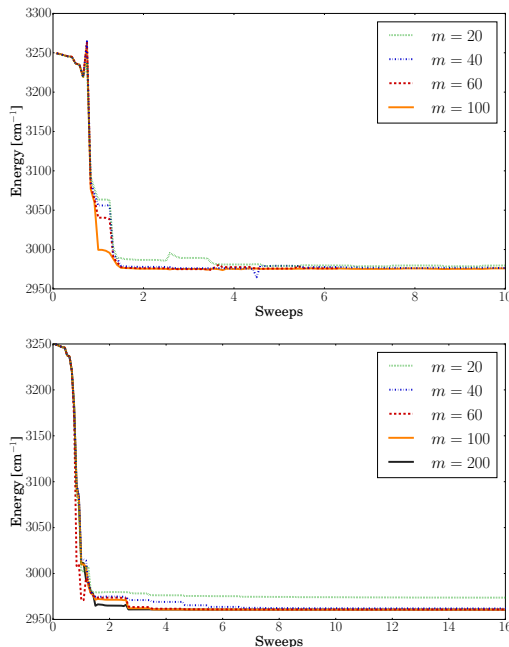 3300
3250
3200
3150
3100
3050
3000
2950
Energy [cm⁻¹]
0 2 4 6 8 10
Sweeps
m = 20
m = 40
m = 60
m = 100
3250
3200
3150
3100
3050
3000
2950
Energy [cm⁻¹]
0 2 4 6 8 10 12 14 16
Sweeps
m = 20
m = 40
m = 60
m = 100
m = 200